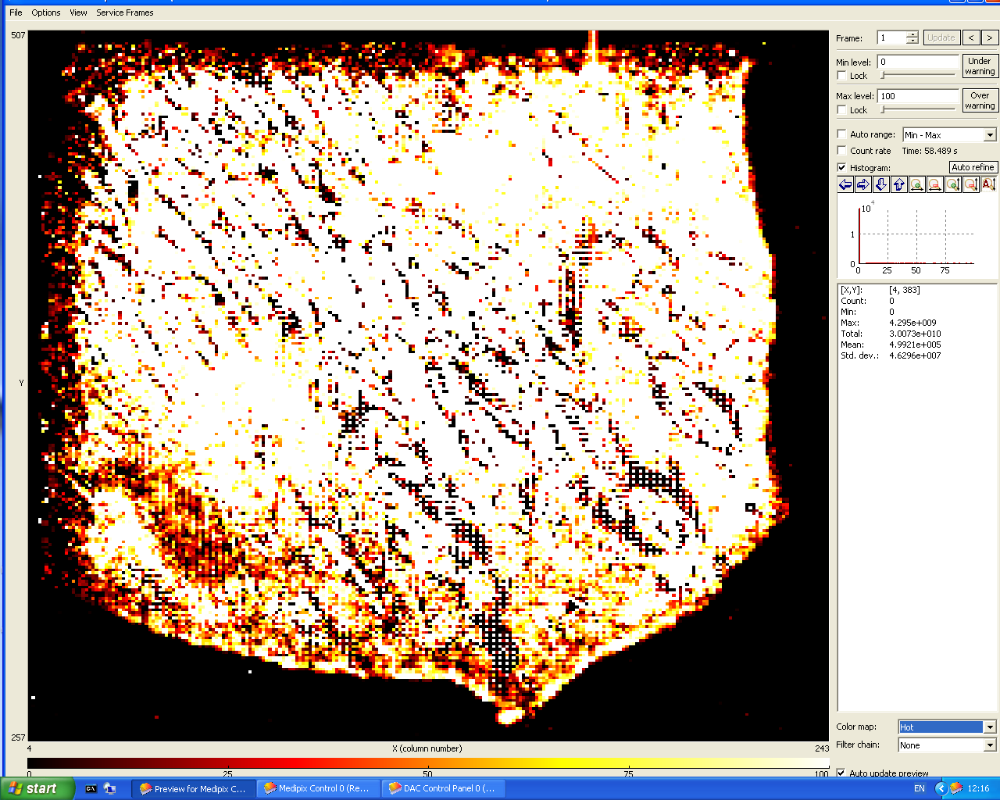 File Options View Service Frames
507
Y
257
4 X (column number) 243
0 25 50 75 100
Frame: 1 Update < >
Min level: 0 Under warning
Lock
Max level: 100 Over warning
Lock
Auto range: Min - Max
Count rate Time: 58.489 s
Histogram: Auto refine
10 4
1
0
0 25 50 75
[X,Y]: [4, 383]
Count: 0
Min: 0
Max: 4.295e+009
Total: 3.0073e+010
Mean: 4.9921e+005
Std. dev.: 4.6296e+007
Color map: Hot
Filter chain: None
Auto update preview
start Preview for Medipix C... Medipix Control 0 (Re... DAC Control Panel 0 (... EN 12:16